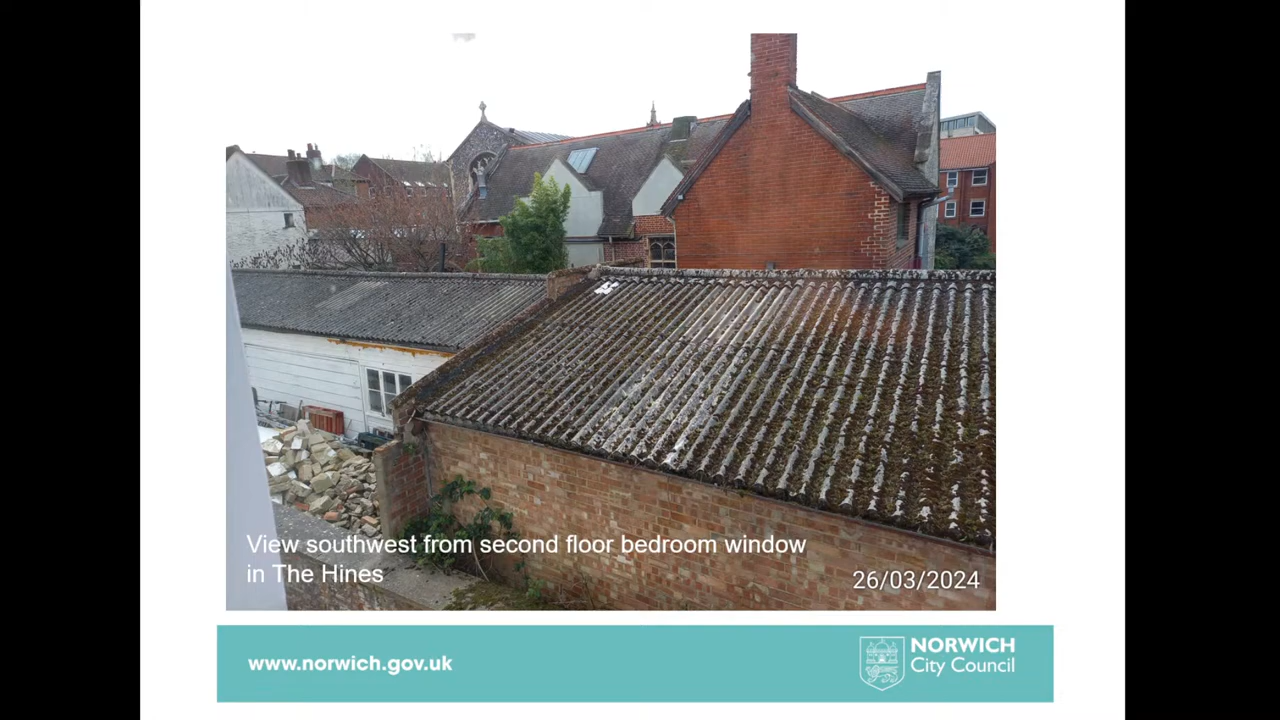 View southwest from second floor bedroom window
in The Hines
26/03/2024
www.norwich.gov.uk
NORWICH
City Council